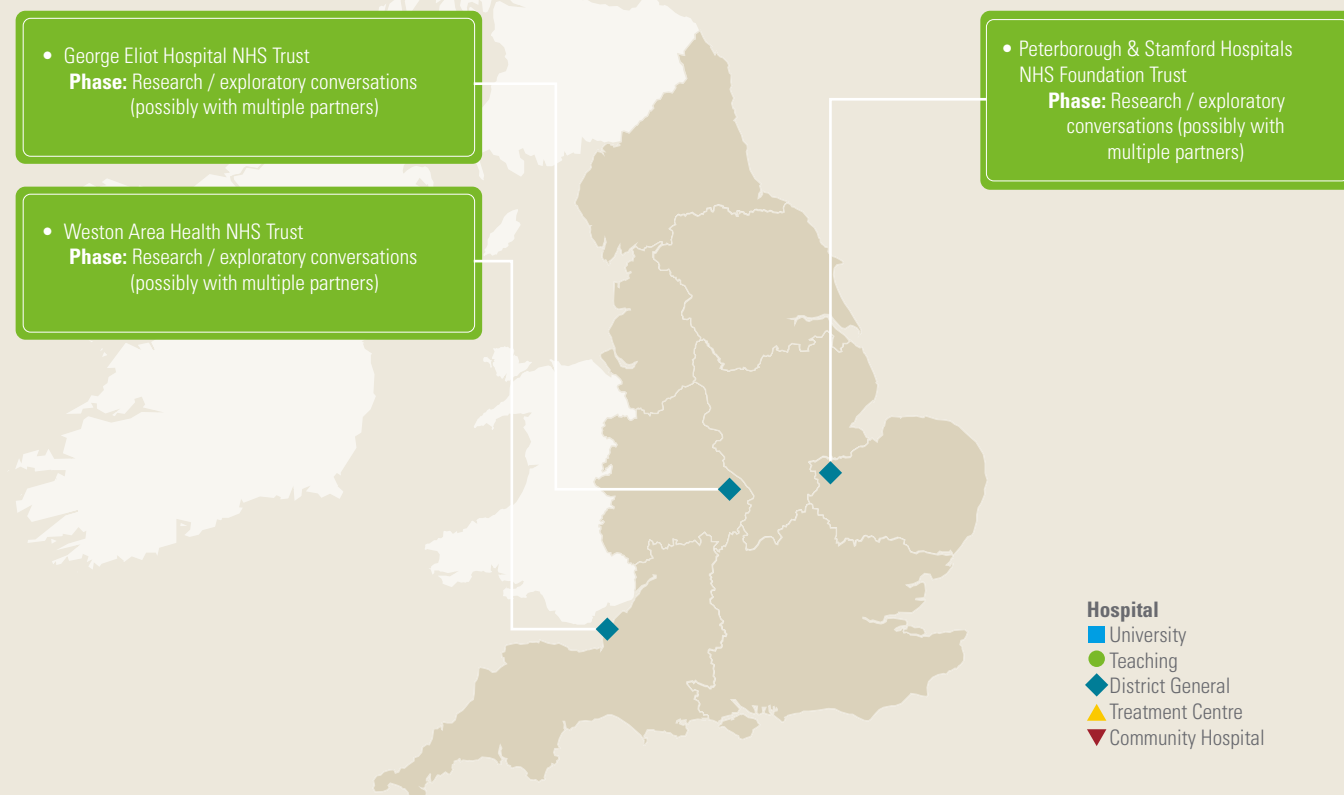 • George Eliot Hospital NHS Trust
Phase: Research / exploratory conversations
(possibly with multiple partners)
• Weston Area Health NHS Trust
Phase: Research / exploratory conversations
(possibly with multiple partners)
• Peterborough & Stamford Hospitals
NHS Foundation Trust
Phase: Research / exploratory
conversations (possibly with
multiple partners)
Hospital
University
Teaching
District General
Treatment Centre
Community Hospital